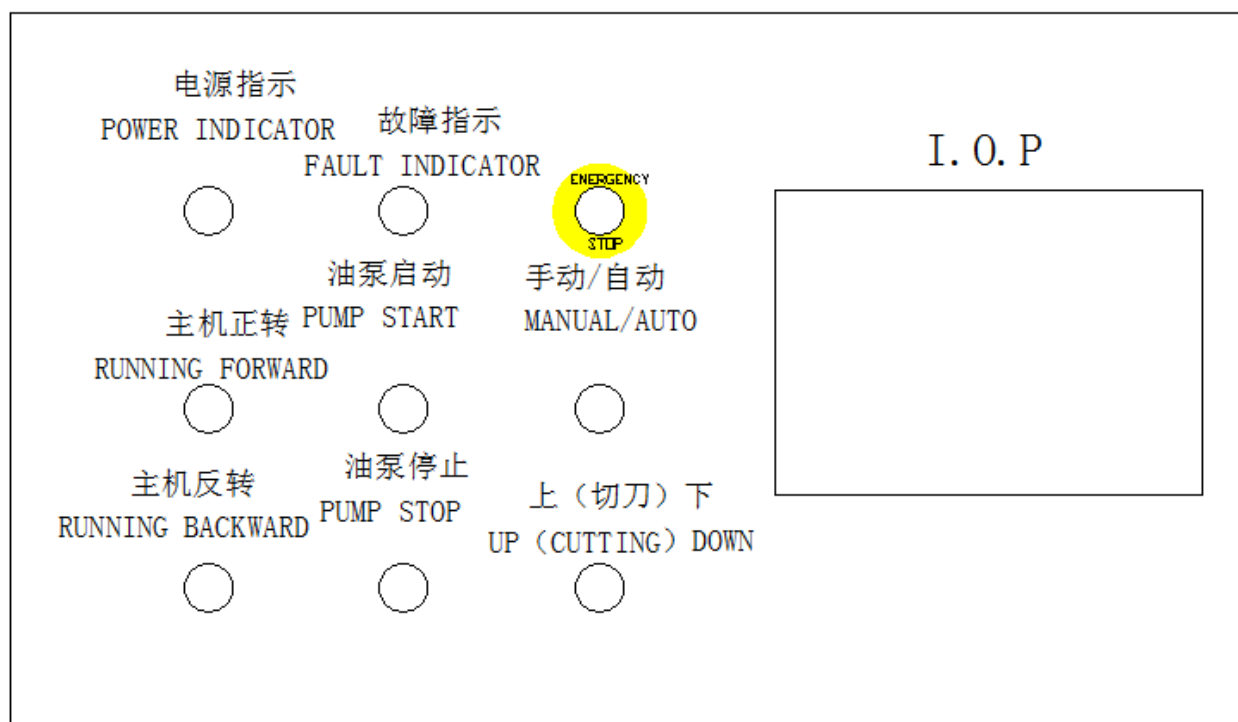 电源指示
POWER INDICATOR
故障指示
FAULT INDICATOR
ENERGENCY
STOP
I.O.P
主机正转
RUNNING FORWARD
油泵启动
PUMP START
手动/自动
MANUAL/AUTO
主机反转
RUNNING BACKWARD
油泵停止
PUMP STOP
上（切刀）下
UP（CUTTING）DOWN